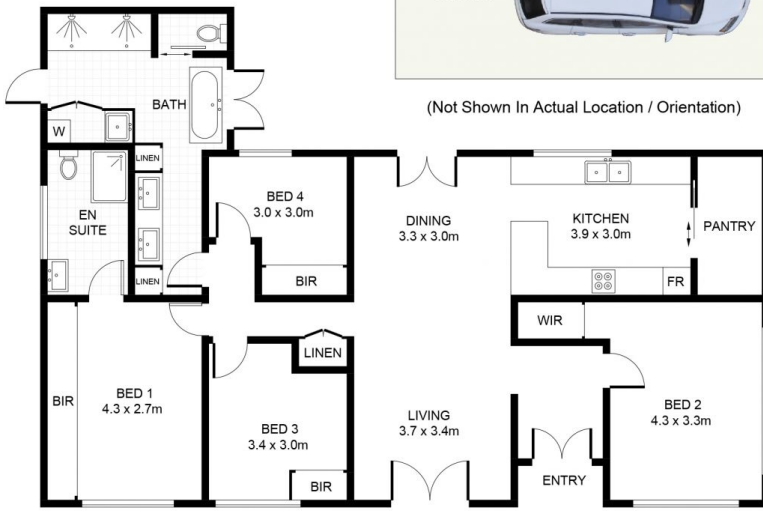 (Not Shown In Actual Location / Orientation)
BATH
W
LINEN
EN
SUITE
LINEN
BED 4
3.0 x 3.0m
BIR
DINING
3.3 x 3.0m
KITCHEN
3.9 x 3.0m
PANTRY
FR
WIR
LINEN
BIR
BED 1
4.3 x 2.7m
BED 3
3.4 x 3.0m
BIR
LIVING
3.7 x 3.4m
BED 2
4.3 x 3.3m
ENTRY